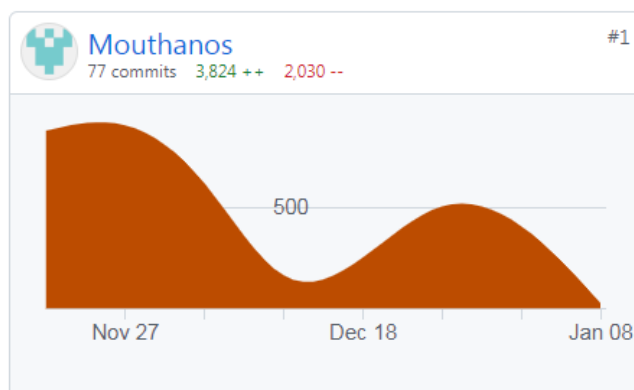 Mouthanos
#1
77 commits 3,824 ++ 2,030 --
500
Nov 27 Dec 18 Jan 08